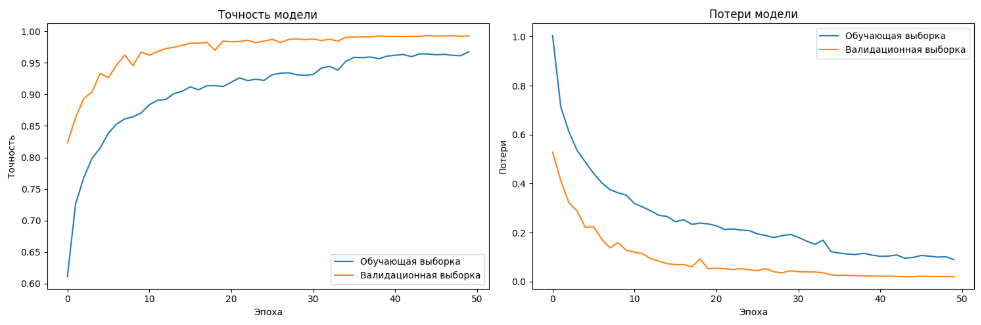 Точность модели
Точность
1.00
0.95
0.90
0.85
0.80
0.75
0.70
0.65
0.60
Обучающая выборка
Валидационная выборка
0 10 20 30 40 50
Эпоха
Потери модели
Потери
1.0
0.8
0.6
0.4
0.2
0.0
Обучающая выборка
Валидационная выборка
0 10 20 30 40 50
Эпоха